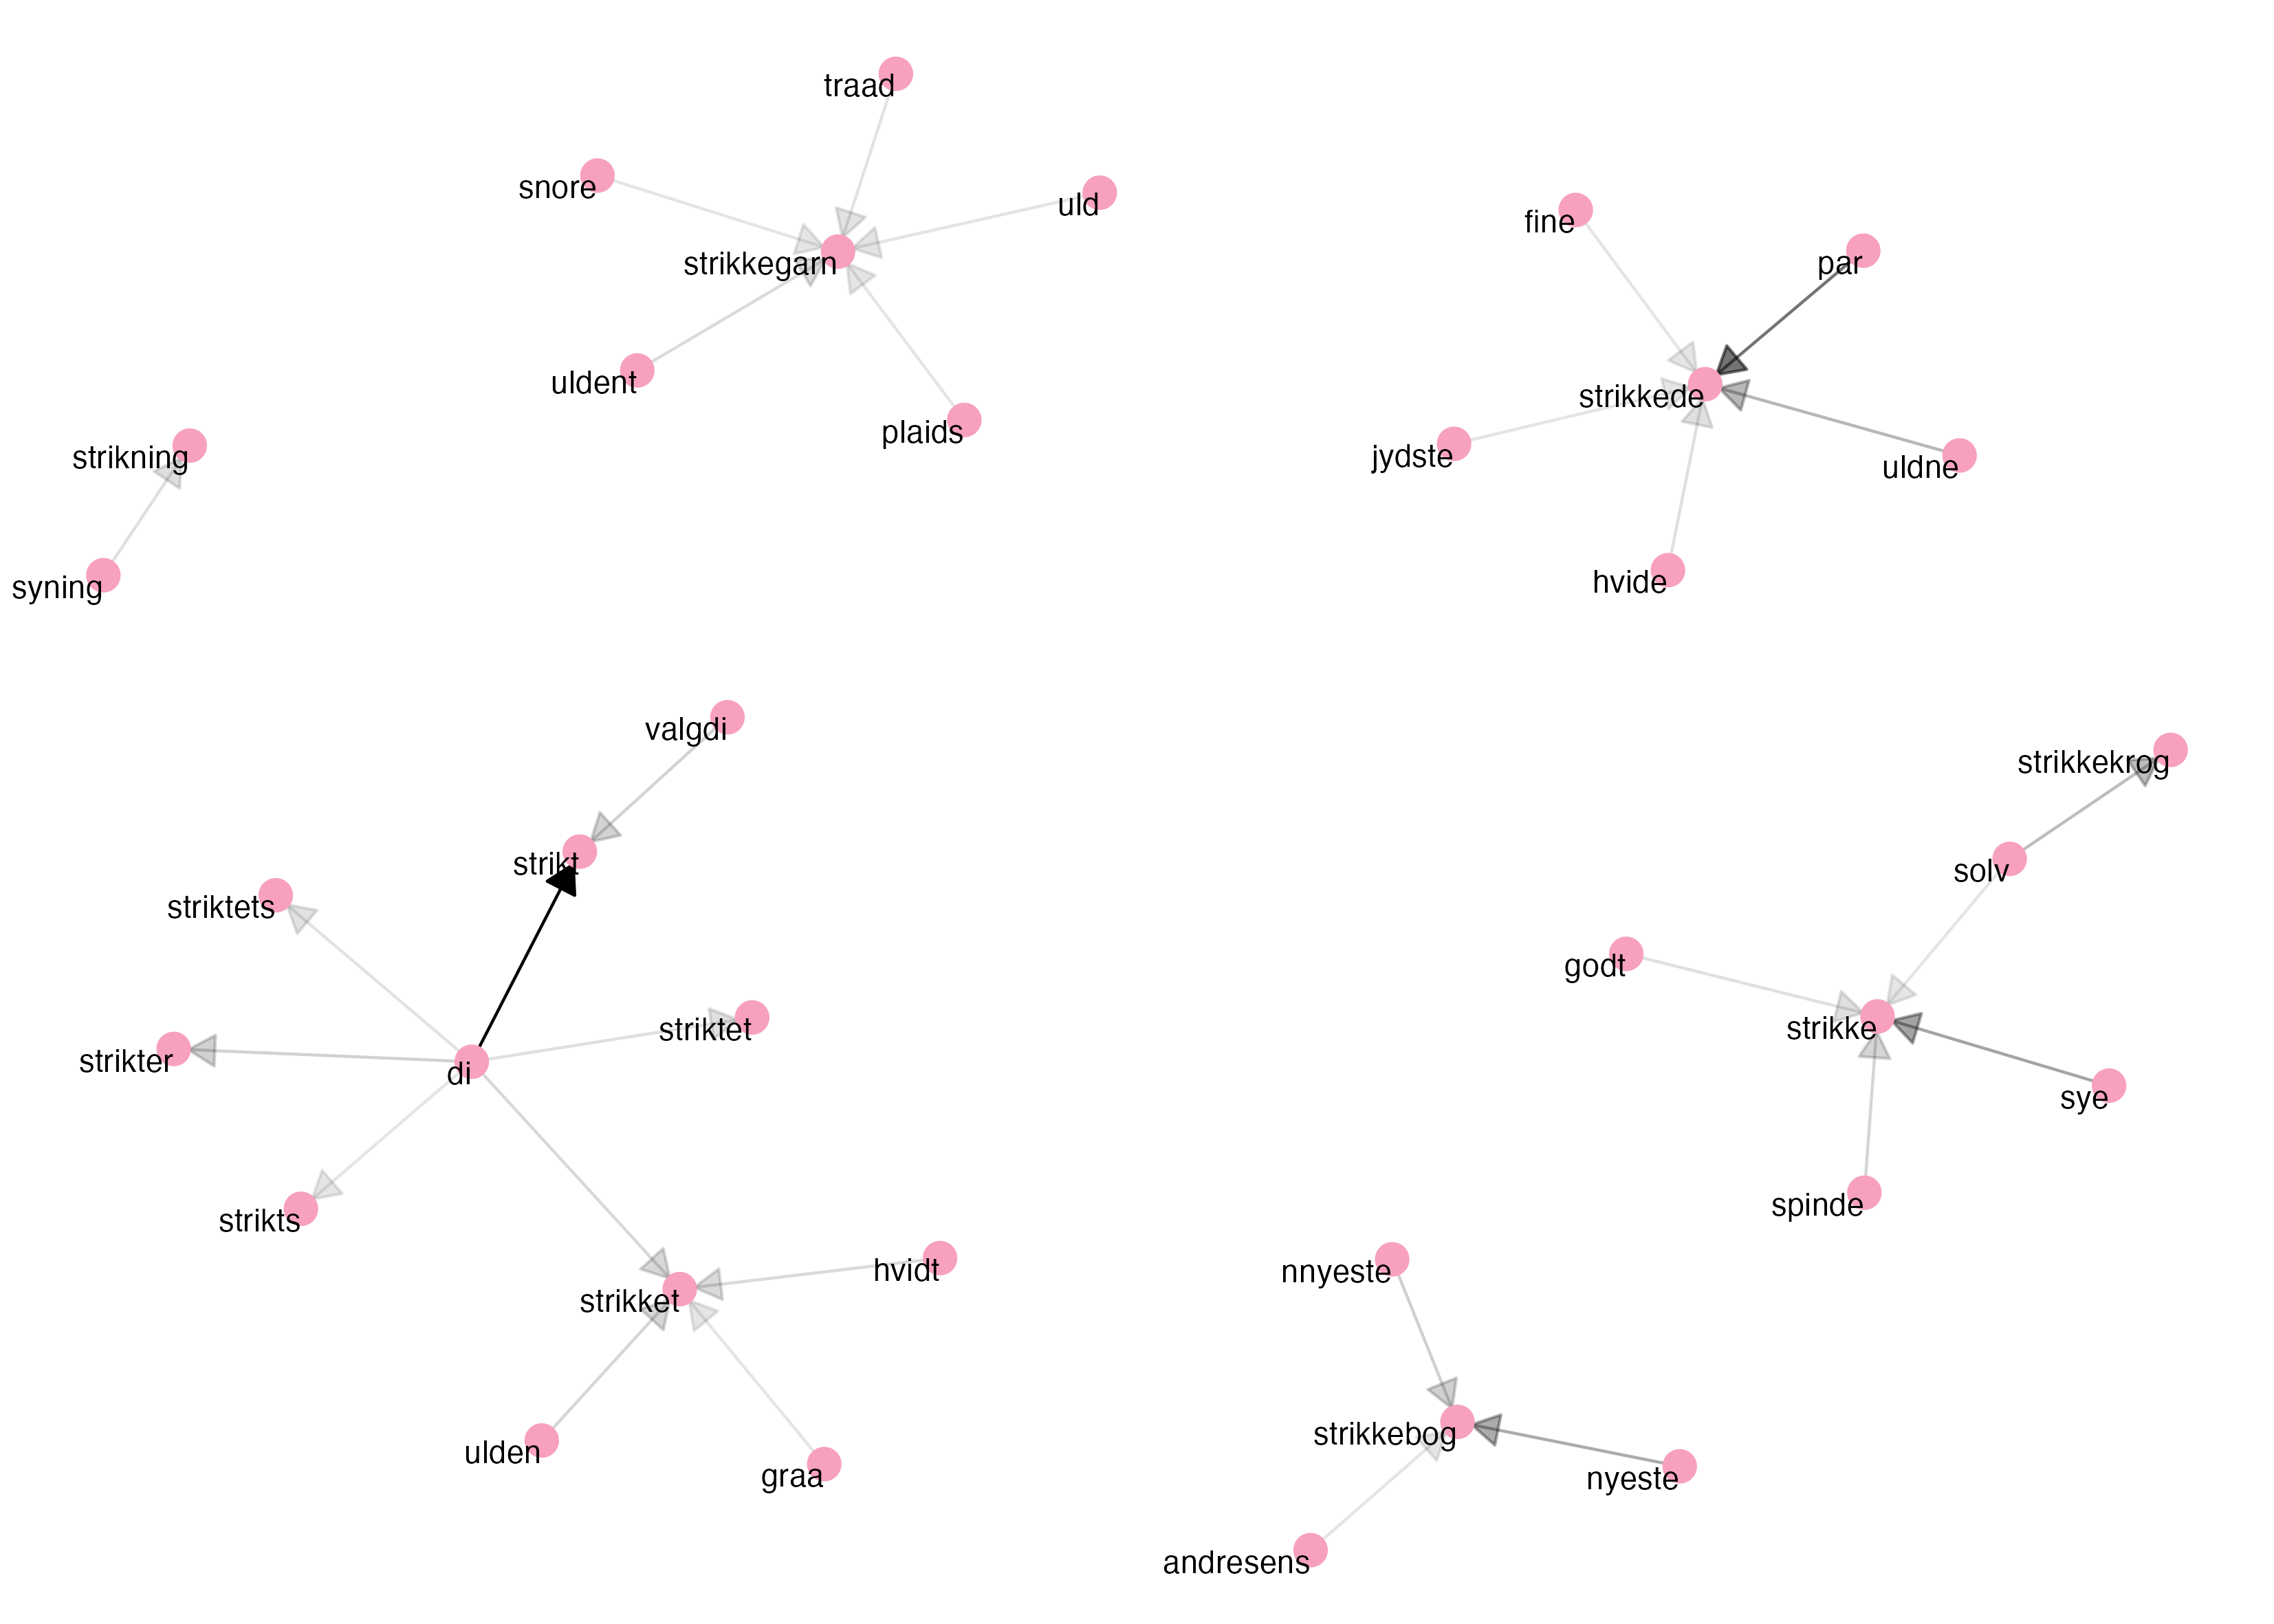 traad
snore
uld
strikkegarn
uldent
plaids
fine
par
strikkede
jydste
uldne
hvide
strikning
syning
valgdi
strikt
striktets
striktet
strikter
di
strikts
strikket
hvidt
ulden
graa
strikkekrog
solv
godt
strikke
sye
spinde
nnyeste
strikkebog
nyeste
andresens